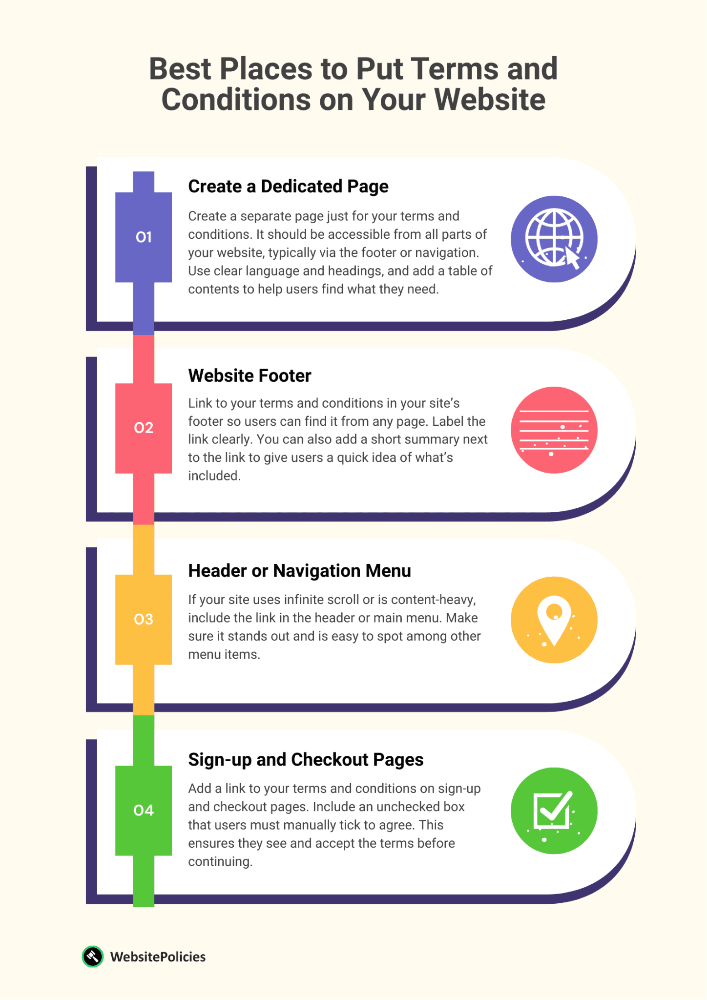 Best Places to Put Terms and
Conditions on Your Website
01
Create a Dedicated Page
Create a separate page just for your terms and
conditions. It should be accessible from all parts of
your website, typically via the footer or navigation.
Use clear language and headings, and add a table of
contents to help users find what they need.
02
Website Footer
Link to your terms and conditions in your site’s
footer so users can find it from any page. Label the
link clearly. You can also add a short summary next
to the link to give users a quick idea of what’s
included.
03
Header or Navigation Menu
If your site uses infinite scroll or is content-heavy,
include the link in the header or main menu. Make
sure it stands out and is easy to spot among other
menu items.
04
Sign-up and Checkout Pages
Add a link to your terms and conditions on sign-up
and checkout pages. Include an unchecked box
that users must manually tick to agree. This
ensures they see and accept the terms before
continuing.
WebsitePolicies